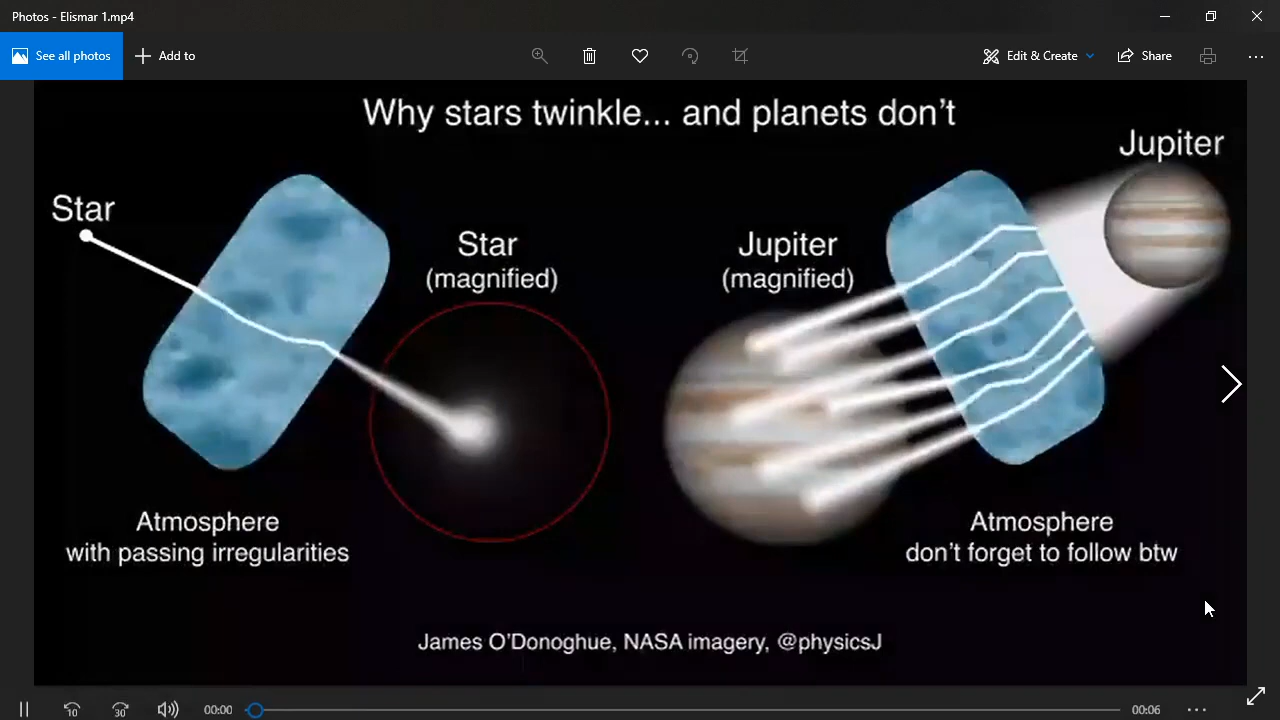 Photos - Elismar 1.mp4
See all photos
Add to
Edit & Create
Share
Why stars twinkle... and planets don't
Jupiter
Star
Star
(magnified)
Jupiter
(magnified)
Atmosphere
with passing irregularities
Atmosphere
don't forget to follow btw
James O'Donoghue, NASA imagery, @physicsJ
10
30
00:00
00:06